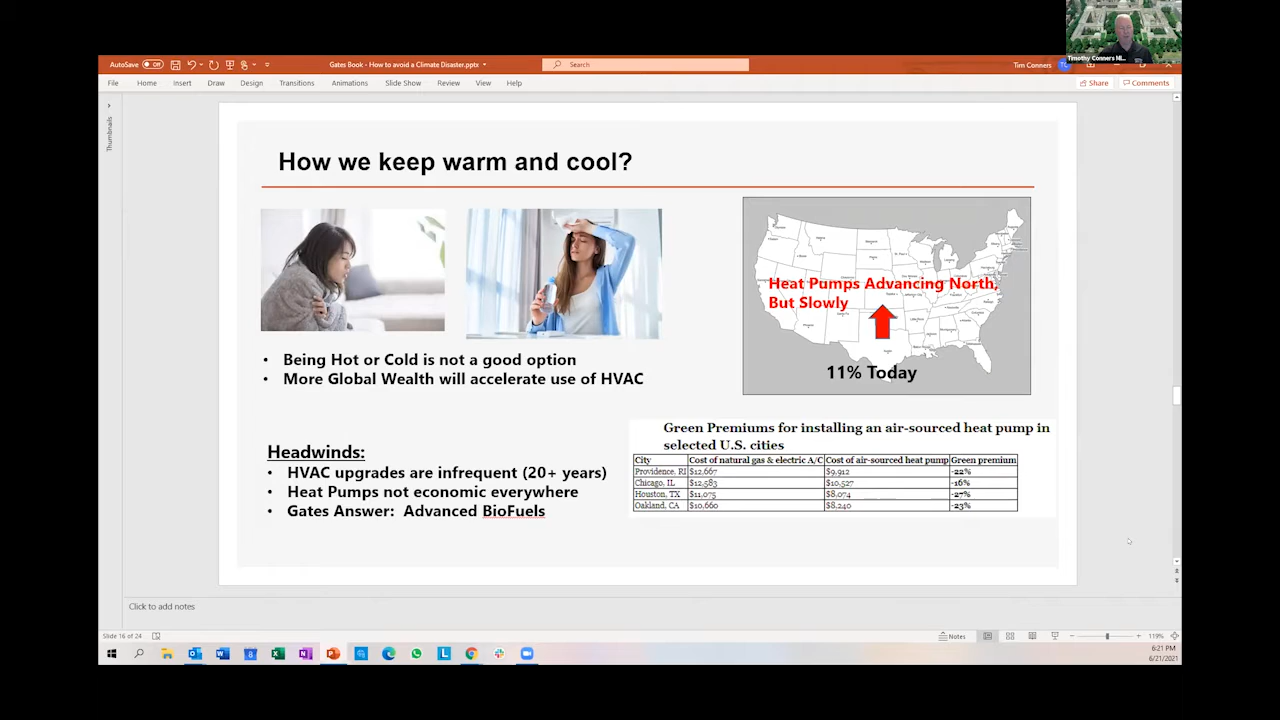 Timothy Conners
AutoSave Off
Gates Book - How to avoid a Climate Disaster.pptx
Search
Tim Conners
File Home Insert Draw Design Transitions Animations Slide Show Review View Help
Share Comments
Thumbnails
How we keep warm and cool?
Heat Pumps Advancing North,
But Slowly
11% Today
• Being Hot or Cold is not a good option
• More Global Wealth will accelerate use of HVAC
Headwinds:
• HVAC upgrades are infrequent (20+ years)
• Heat Pumps not economic everywhere
• Gates Answer: Advanced BioFuels
Green Premiums for installing an air-sourced heat pump in
selected U.S. cities
City Cost of natural gas & electric A/C Cost of air-sourced heat pump Green premium
Providence, RI $12,667 $9,912 -22%
Chicago, IL $12,583 $10,527 -16%
Houston, TX $11,075 $8,074 -27%
Oakland, CA $10,660 $8,240 -23%
Click to add notes
Slide 16 of 24
Notes
119%
6:21 PM
6/21/2021